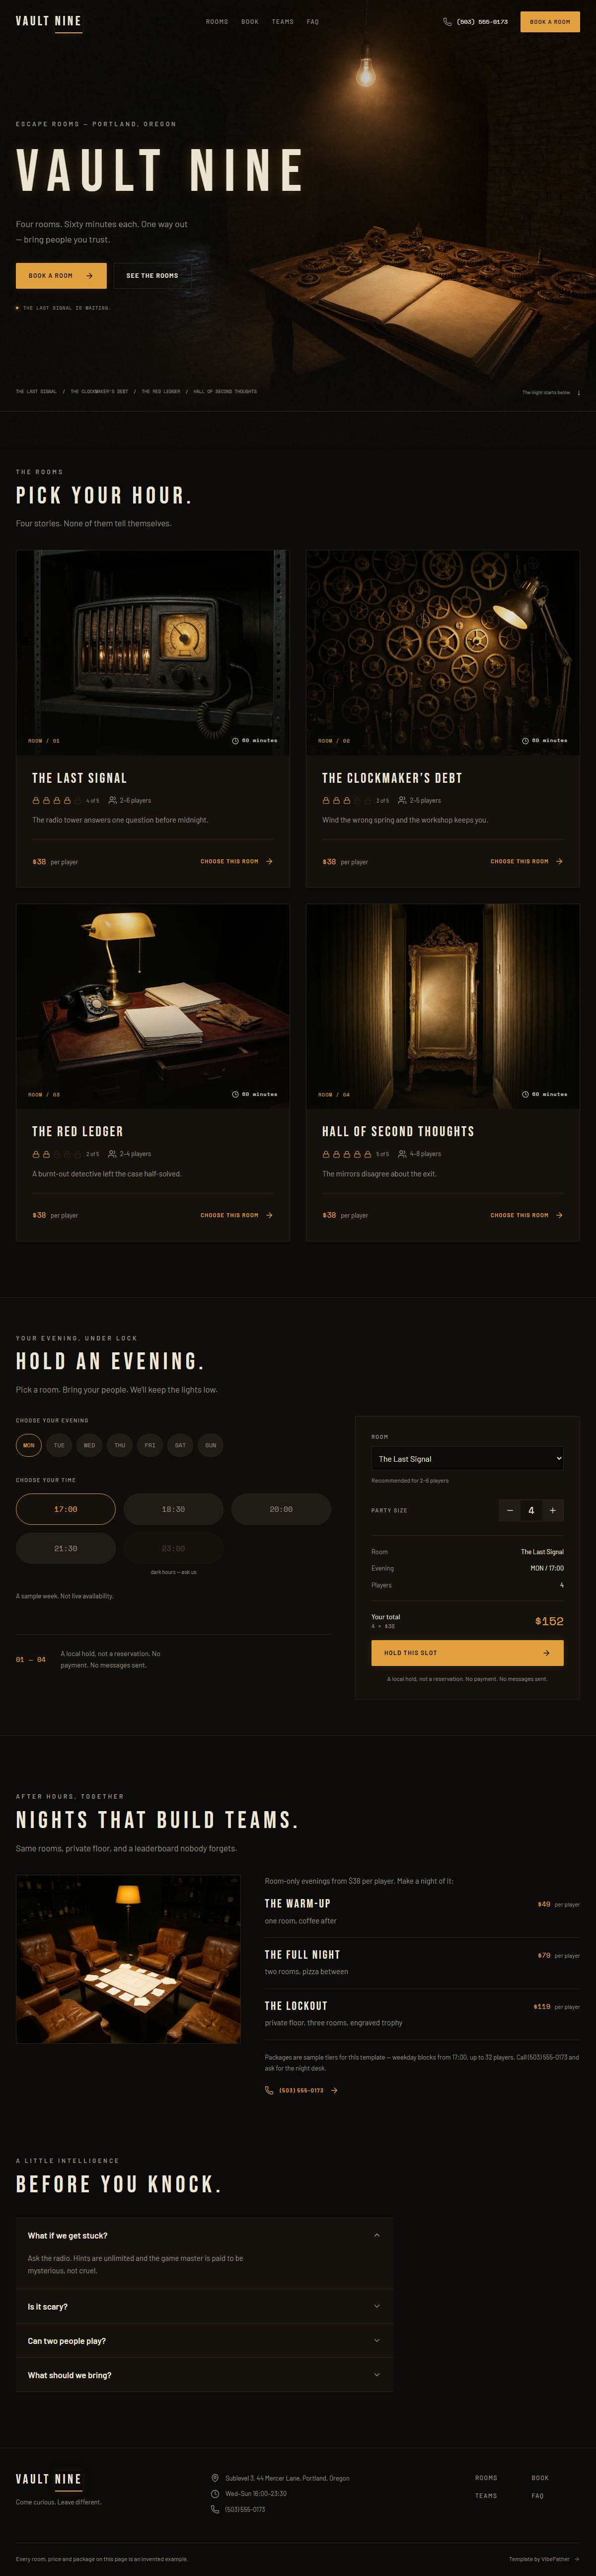 VAULT NINE
ROOMS BOOK TEAMS FAQ
(503) 555-0173
BOOK A ROOM
ESCAPE ROOMS — PORTLAND, OREGON
VAULT NINE
Four rooms. Sixty minutes each. One way out
— bring people you trust.
BOOK A ROOM
SEE THE ROOMS
THE LAST SIGNAL IS WAITING.
THE LAST SIGNAL / THE CLOCKMAKER'S DEBT / THE RED LEDGER / HALL OF SECOND THOUGHTS
The night starts below
THE ROOMS
PICK YOUR HOUR.
Four stories. None of them tell themselves.
ROOM / 01
60 minutes
THE LAST SIGNAL
4 of 5
2–6 players
The radio tower answers one question before midnight.
$38 per player
CHOOSE THIS ROOM
ROOM / 02
60 minutes
THE CLOCKMAKER'S DEBT
3 of 5
2–5 players
Wind the wrong spring and the workshop keeps you.
$38 per player
CHOOSE THIS ROOM
ROOM / 03
60 minutes
THE RED LEDGER
2 of 5
2–4 players
A burnt-out detective left the case half-solved.
$38 per player
CHOOSE THIS ROOM
ROOM / 04
60 minutes
HALL OF SECOND THOUGHTS
5 of 5
4–8 players
The mirrors disagree about the exit.
$38 per player
CHOOSE THIS ROOM
YOUR EVENING, UNDER LOCK
HOLD AN EVENING.
Pick a room. Bring your people. We'll keep the lights low.
CHOOSE YOUR EVENING
MON TUE WED THU FRI SAT SUN
CHOOSE YOUR TIME
17:00 18:30 20:00
21:30 23:00
dark hours — ask us
A sample week. Not live availability.
01 — 04
A local hold, not a reservation. No
payment. No messages sent.
ROOM
The Last Signal
Recommended for 2–6 players
PARTY SIZE
− 4 +
Room The Last Signal
Evening MON / 17:00
Players 4
Your total
4 × $38
$152
HOLD THIS SLOT
A local hold, not a reservation. No payment. No messages sent.
AFTER HOURS, TOGETHER
NIGHTS THAT BUILD TEAMS.
Same rooms, private floor, and a leaderboard nobody forgets.
Room-only evenings from $38 per player. Make a night of it:
THE WARM-UP
$49 per player
one room, coffee after
THE FULL NIGHT
$79 per player
two rooms, pizza between
THE LOCKOUT
$119 per player
private floor, three rooms, engraved trophy
Packages are sample tiers for this template — weekday blocks from 17:00, up to 32 players. Call (503) 555-0173 and
ask for the night desk.
(503) 555-0173
A LITTLE INTELLIGENCE
BEFORE YOU KNOCK.
What if we get stuck?
Ask the radio. Hints are unlimited and the game master is paid to be
mysterious, not cruel.
Is it scary?
Can two people play?
What should we bring?
VAULT NINE
Come curious. Leave different.
Sublevel 3, 44 Mercer Lane, Portland, Oregon
Wed–Sun 16:00–23:30
(503) 555-0173
ROOMS BOOK
TEAMS FAQ
Every room, price and package on this page is an invented example.
Template by VibeFather